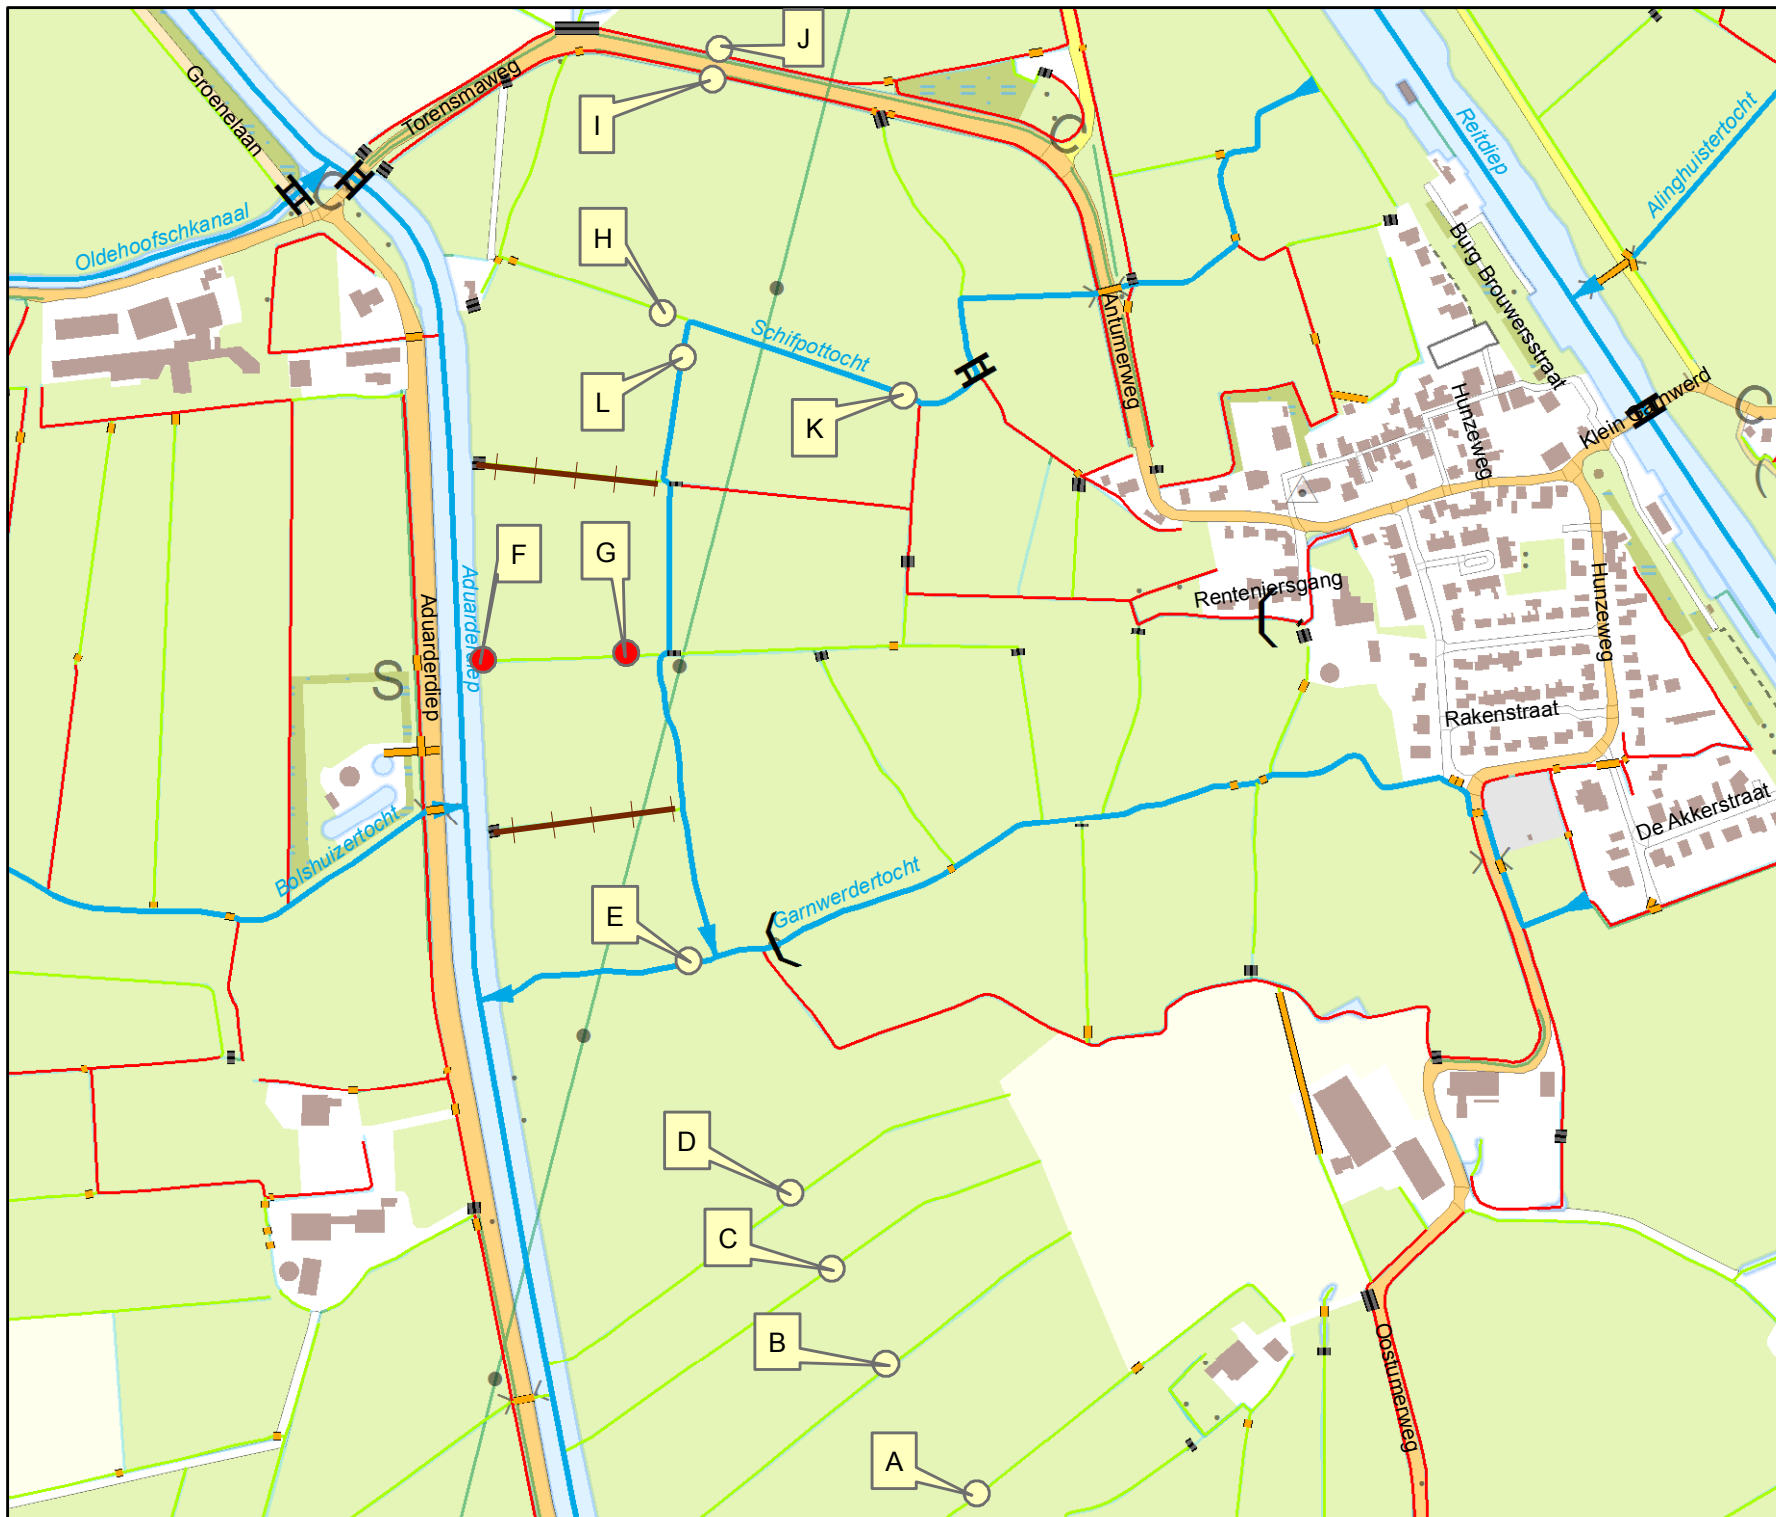 J
Groenelaan
Torensmaweg
I
C
Reitdiep
Alinghuistertocht
C
Oldehoofschkanaal
H
Burg Brouwersstraat
Antumerweg
Schifpottocht
L
K
Hunzeweg
Klein Garnwerd
C
F
G
Aduarderdiep
Aduarderdiep
Renteniersgang
Hunzeweg
S
Rakenstraat
Bolshuizertocht
De Akkerstraat
E
Garnwerdertocht
D
C
B
Oostumerweg
A